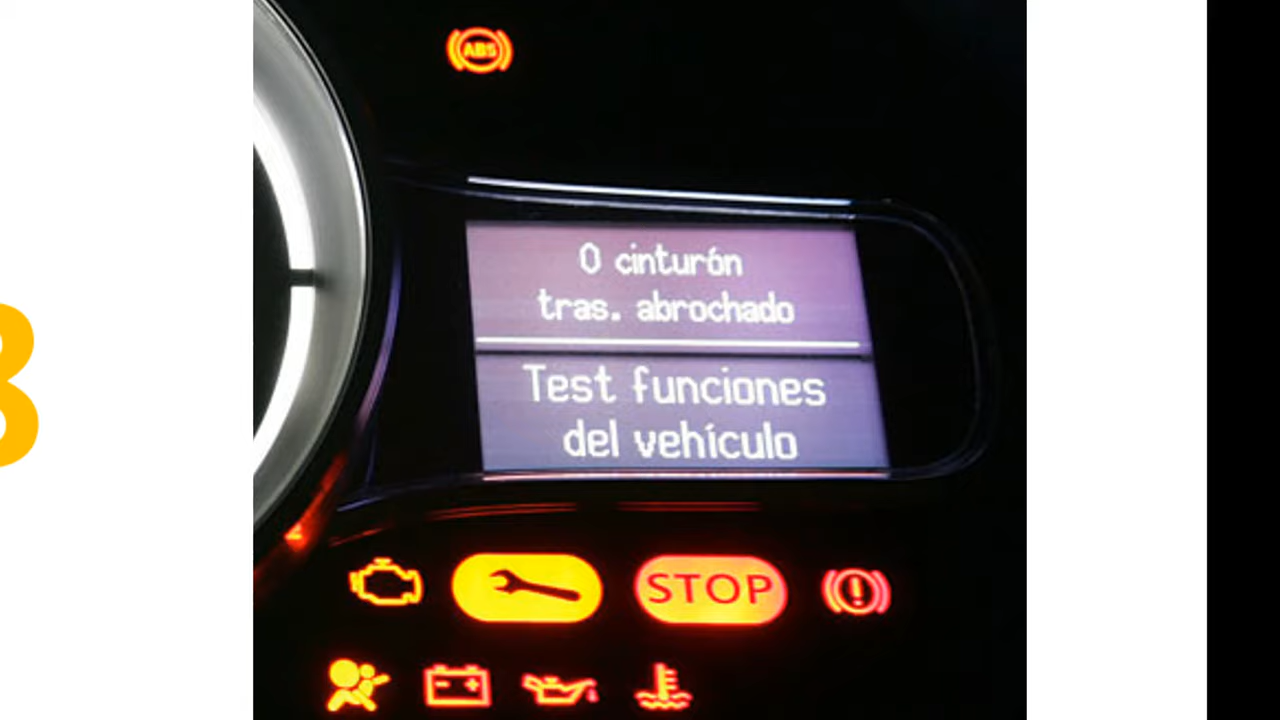 ABS
0 cinturón
tras. abrochado
Test funciones
del vehículo
STOP